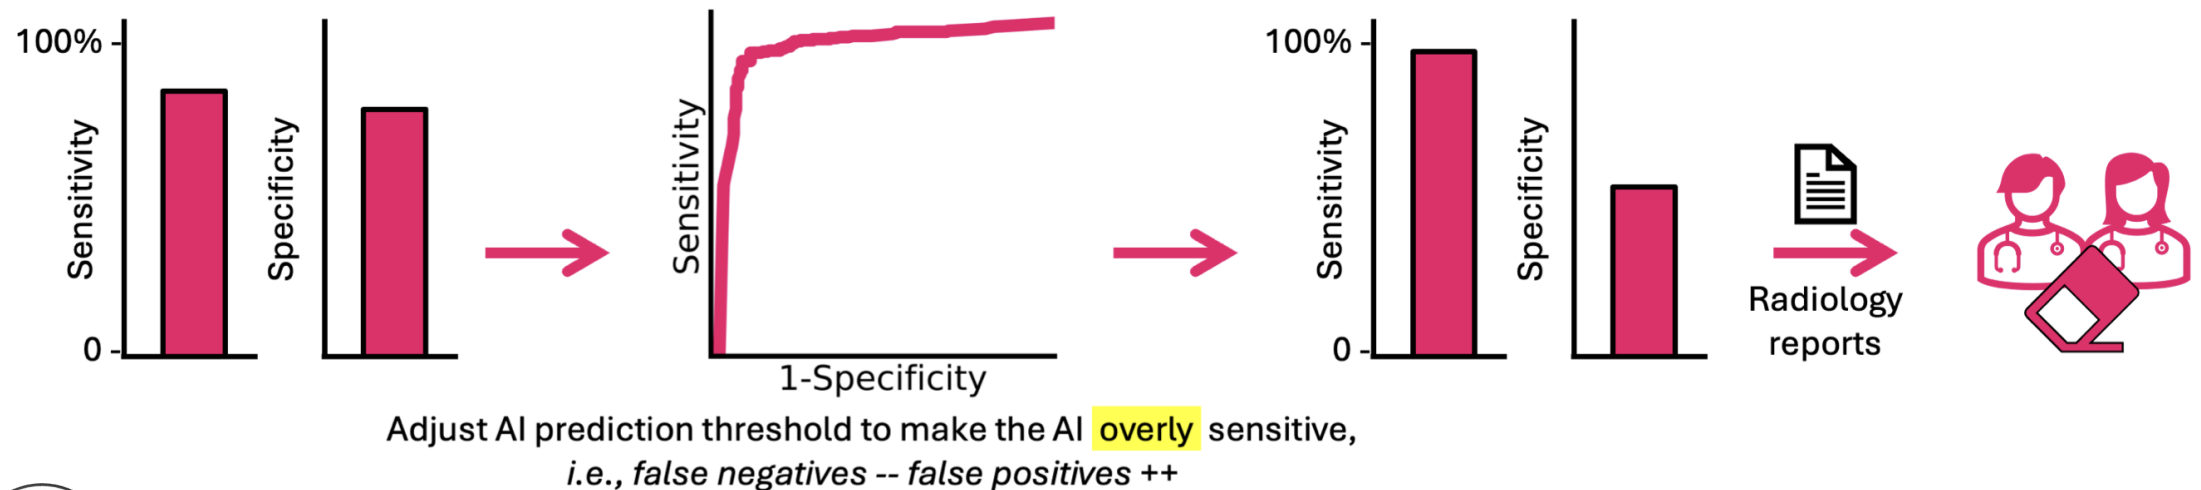 100%
Sensitivity
0
Specificity
Sensitivity
1-Specificity
100%
Sensitivity
0
Specificity
Radiology
reports
Adjust AI prediction threshold to make the AI overly sensitive,
i.e., false negatives -- false positives ++